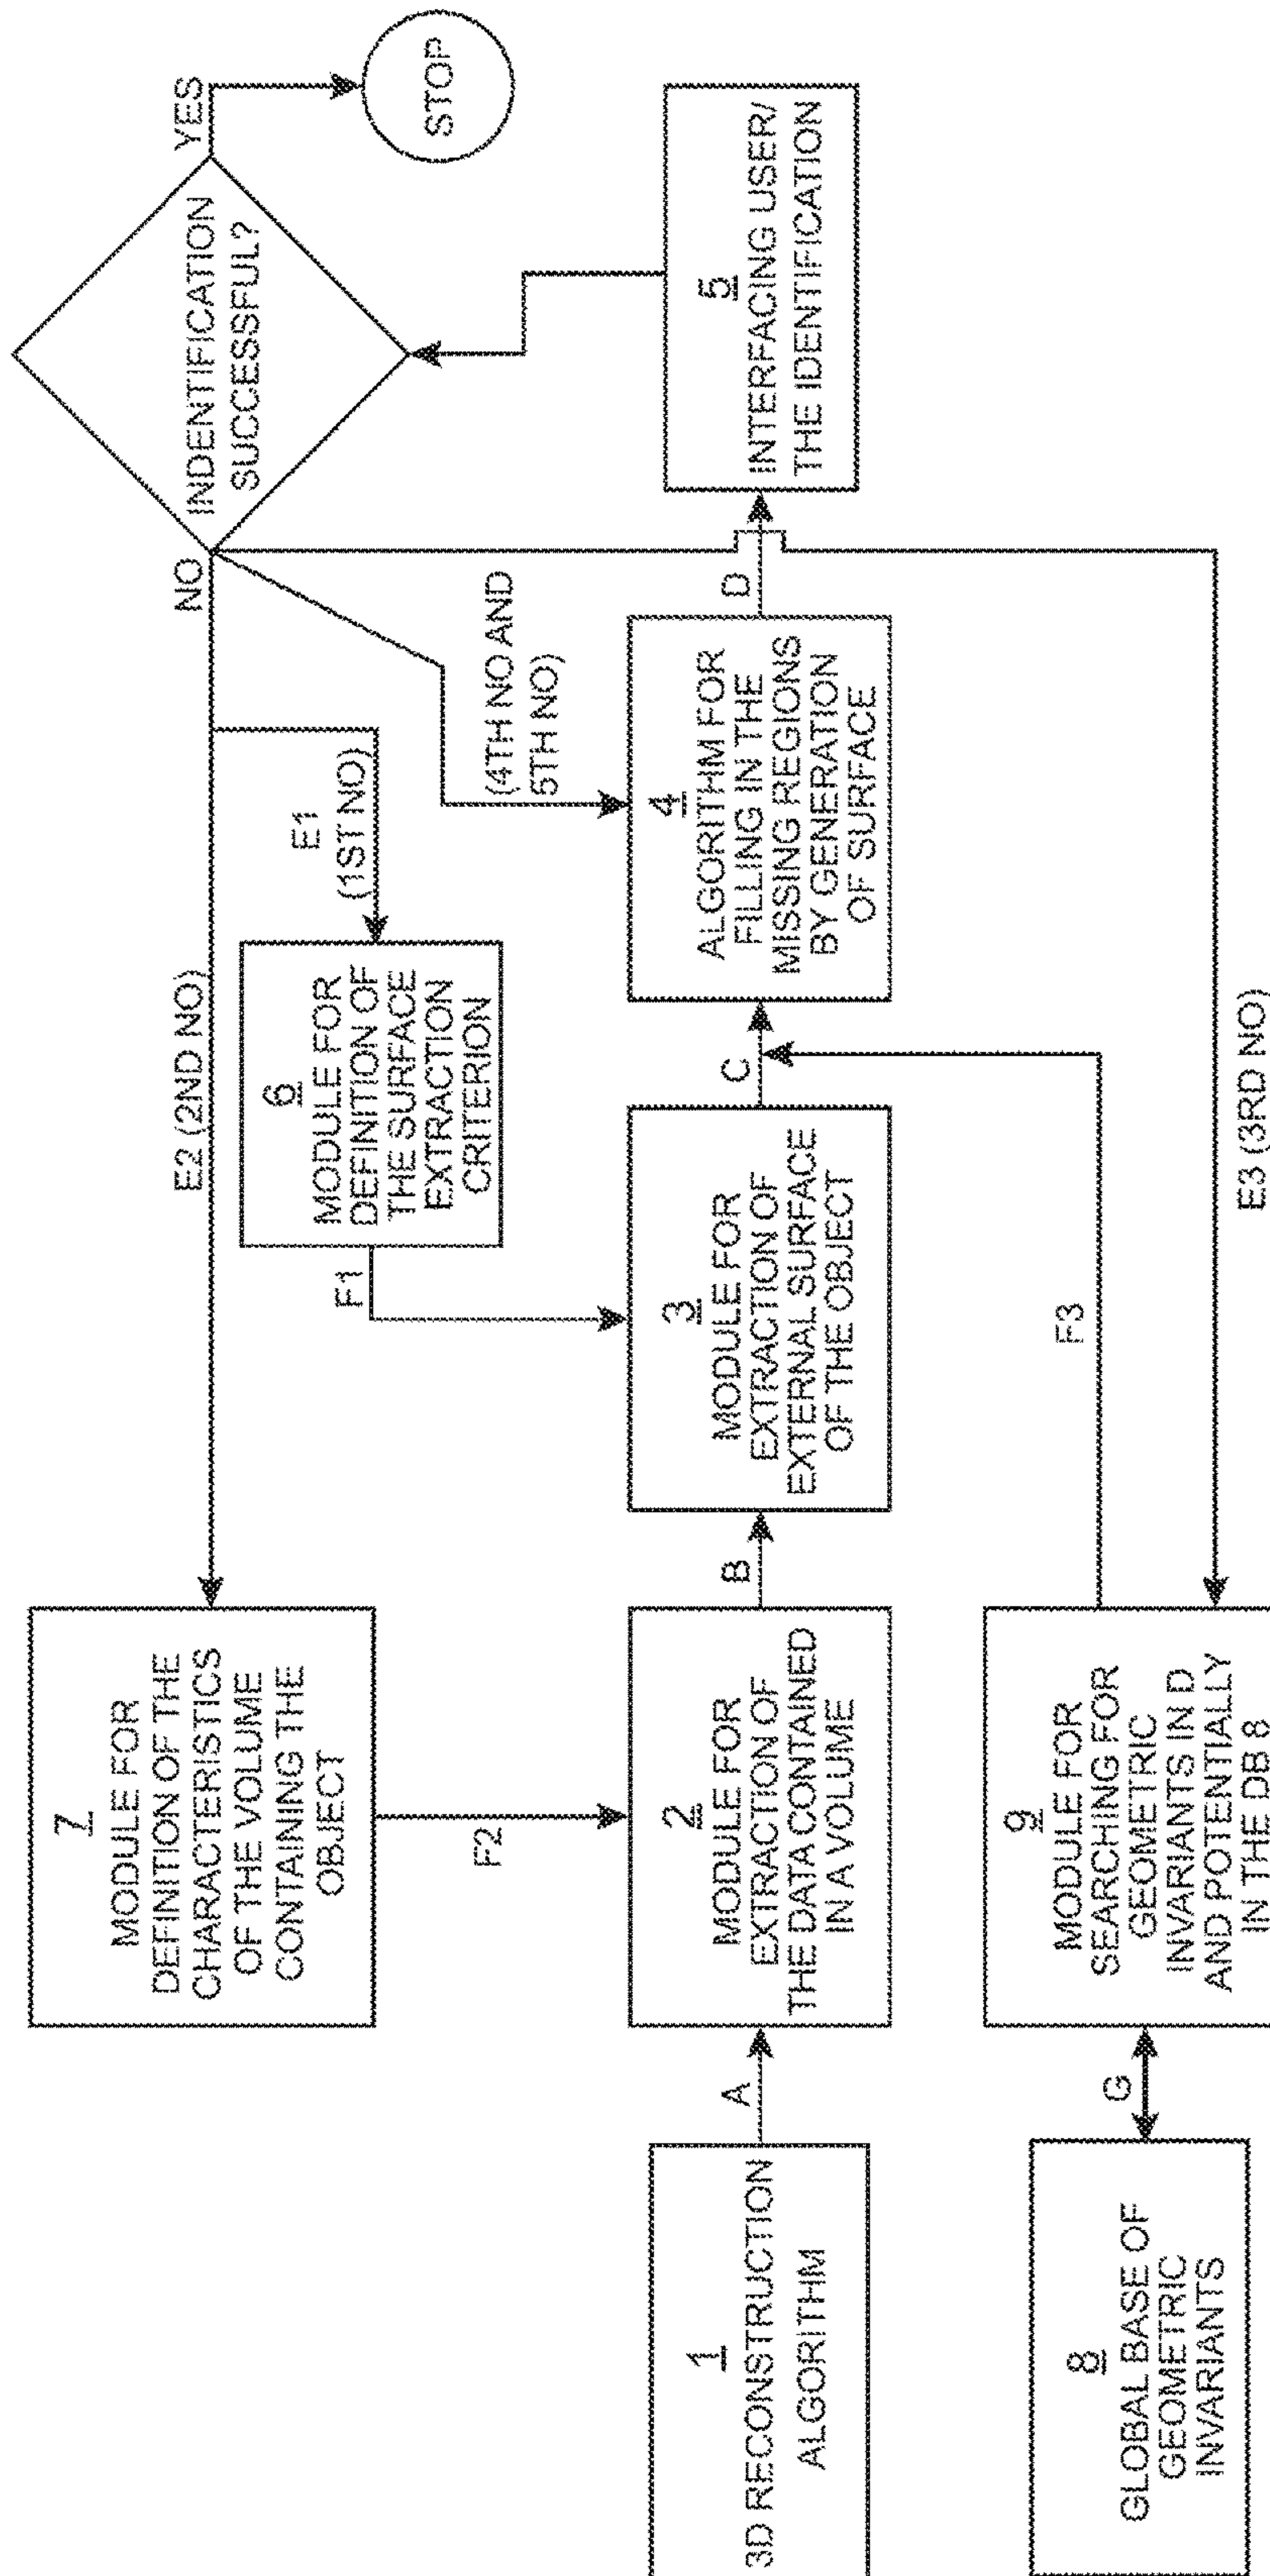 7
MODULE FOR
DEFINITION OF THE
CHARACTERISTICS
OF THE VOLUME
CONTAINING THE
OBJECT
E2 (2ND NO)
NO
INDENTIFICATION
SUCCESSFUL?
YES
STOP
6
MODULE FOR
DEFINITION OF
THE SURFACE
EXTRACTION
CRITERION
E1
(1ST NO)
F1
F2
(4TH NO AND
5TH NO)
1
3D RECONSTRUCTION
ALGORITHM
A
2
MODULE FOR
EXTRACTION OF
THE DATA CONTAINED
IN A VOLUME
B
3
MODULE FOR
EXTRACTION OF
EXTERNAL SURFACE
OF THE OBJECT
C
4
ALGORITHM FOR
FILLING IN THE
MISSING REGIONS
BY GENERATION
OF SURFACE
D
5
INTERFACING USER/
THE IDENTIFICATION
8
GLOBAL BASE OF
GEOMETRIC
INVARIANTS
G
9
MODULE FOR
SEARCHING FOR
GEOMETRIC
INVARIANTS IN D
AND POTENTIALLY
IN THE DB 8
F3
E3 (3RD NO)